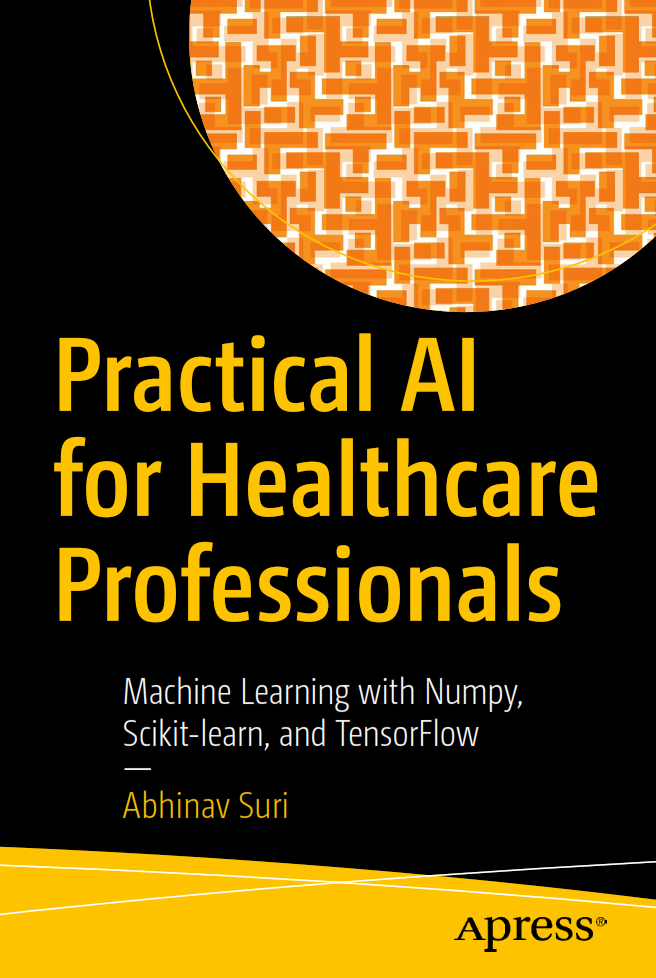 Practical AI
for Healthcare
Professionals
Machine Learning with Numpy,
Scikit-learn, and TensorFlow
—
Abhinav Suri
Apress®